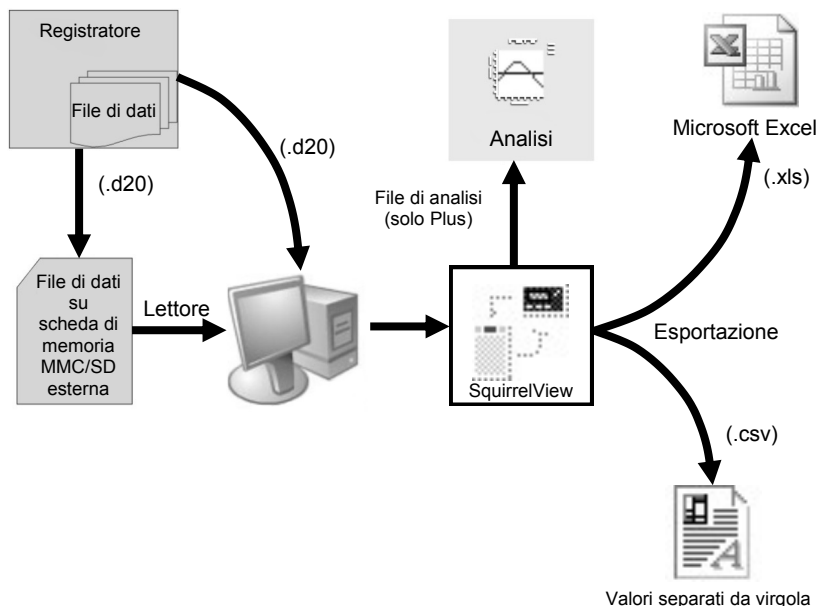 Registratore
File di dati
(.d20)
(.d20)
File di dati
su
scheda di
memoria
MMC/SD
esterna
Lettore
Analisi
File di analisi
(solo Plus)
SquirrelView
Microsoft Excel
(.xls)
Esportazione
(.csv)
Valori separati da virgola